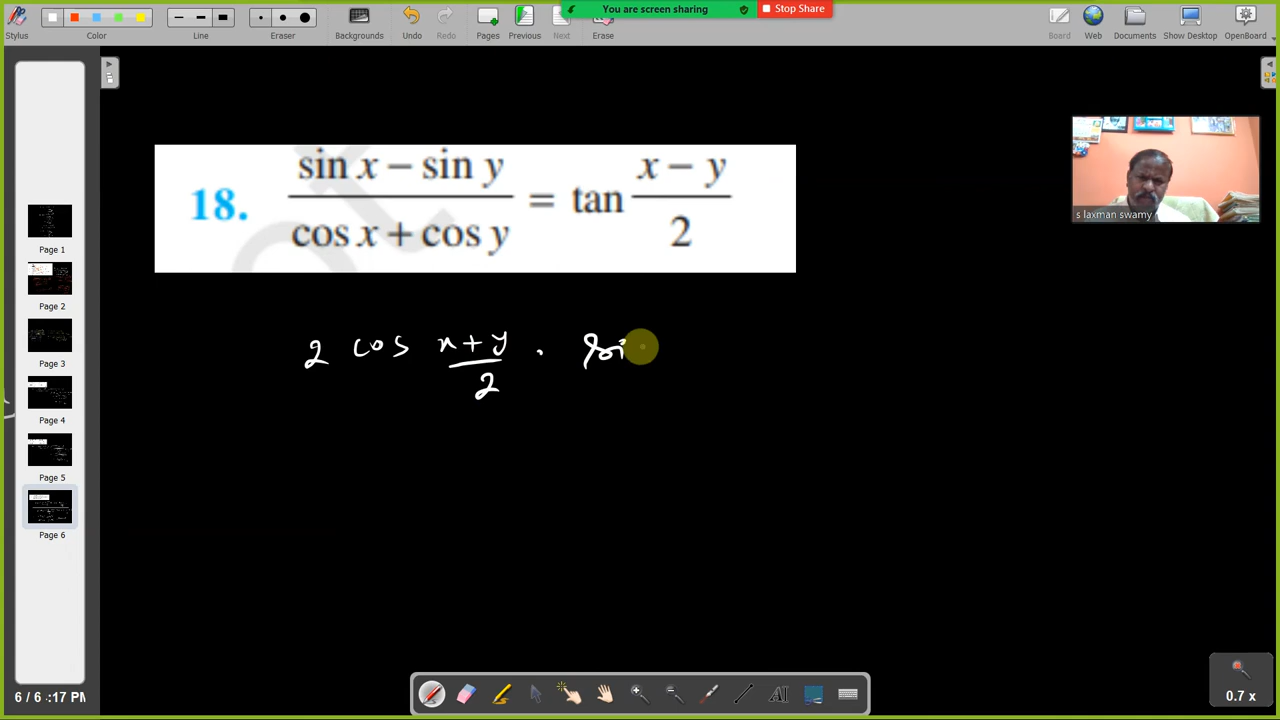 You are screen sharing
Stop Share
Stylus Color Line Eraser Backgrounds Undo Redo Pages Previous Next Erase Board Web Documents Show Desktop OpenBoard
18. sin x − sin y / cos x + cos y = tan x − y / 2
s laxman swamy
2 cos x + y / 2 . si
Page 1
Page 2
Page 3
Page 4
Page 5
Page 6
6 / 6
:17 PM
0.7 x